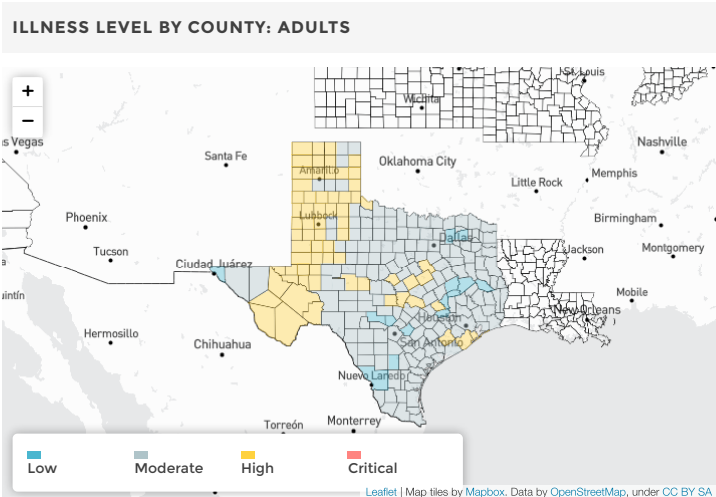 ILLNESS LEVEL BY COUNTY: ADULTS
+
−
St. Louis
Wichita
s Vegas
Santa Fe
Nashville
Amarillo
Oklahoma City
Memphis
Little Rock
Phoenix
Lubbock
Birmingham
Dallas
Tucson
Jackson
Montgomery
Ciudad Juárez
uintín
Mobile
New Orleans
Hermosillo
Houston
Chihuahua
San Antonio
Nuevo Laredo
Torreón
Monterrey
Low
Moderate
High
Critical
Leaflet | Map tiles by Mapbox. Data by OpenStreetMap, under CC BY SA